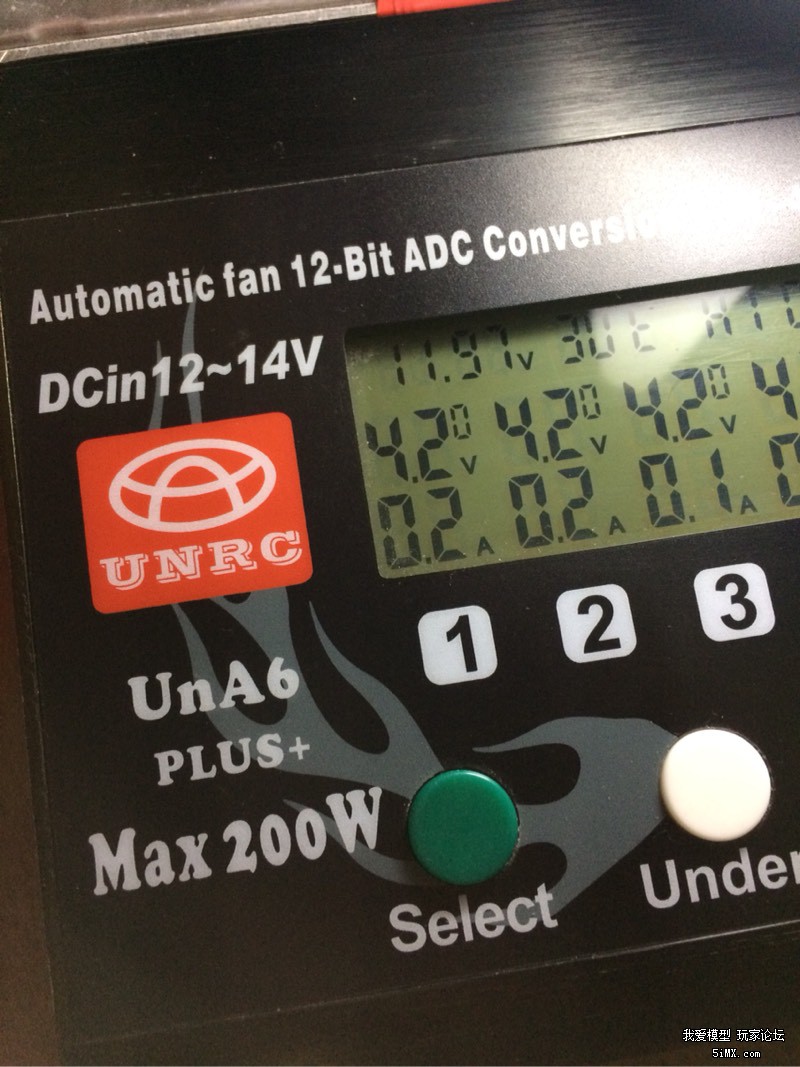 Automatic fan 12-Bit ADC
DCin12~14V
11.97V
4.20V 4.20V 4.20V
0.2A 0.2A 0.1A
UNRC
1 2 3
UnA6
PLUS+
Max 200W
Select Under
我爱模型 玩家论坛
5iMX.com